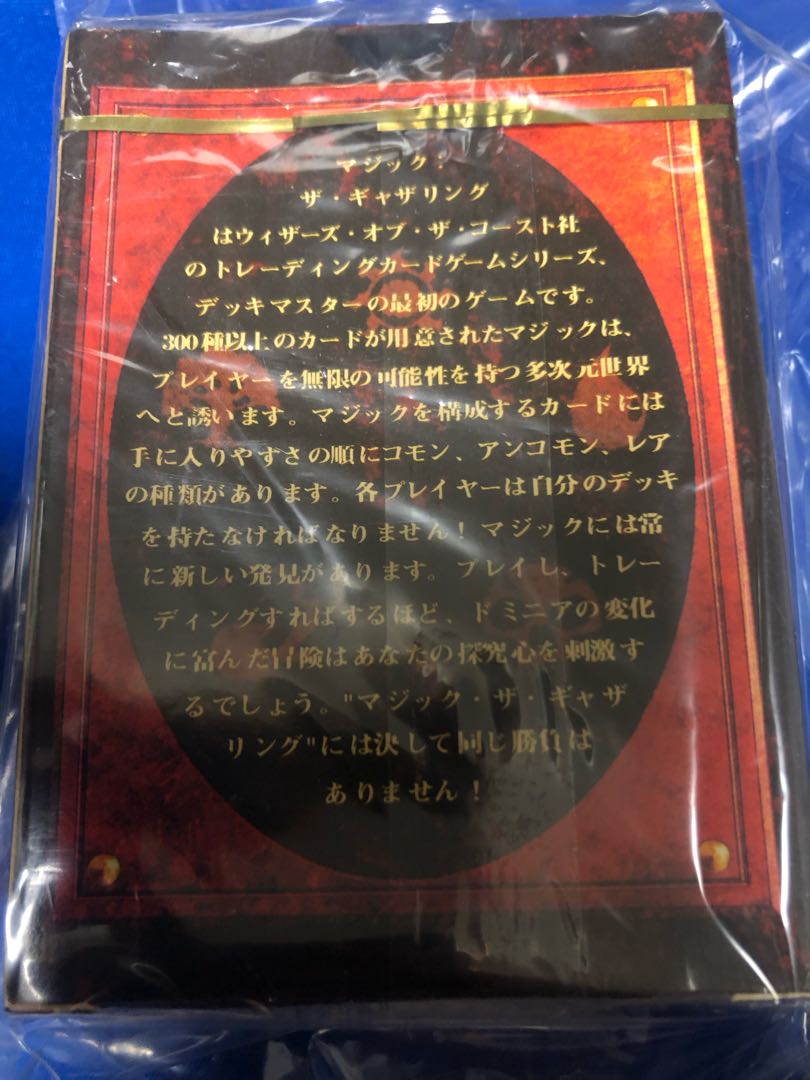 マジック:
ザ・ギャザリング
はウィザーズ・オブ・ザ・コースト社
のトレーディングカードゲームシリーズ、
デッキマスターの最初のゲームです。
300種以上のカードが用意されたマジックは、
プレイヤーを無限の可能性を持つ多次元世界
へと誘います。マジックを構成するカードには
手に入りやすさの順にコモン、アンコモン、レア
の種類があります。各プレイヤーは自分のデッキ
を持たなければなりません！マジックには常
に新しい発見があります。プレイし、トレー
ディングすればするほど、ドミニアの変化
に富んだ冒険はあなたの探究心を刺激す
るでしょう。"マジック・ザ・ギャザ
リング"には決して同じ勝負は
ありません！